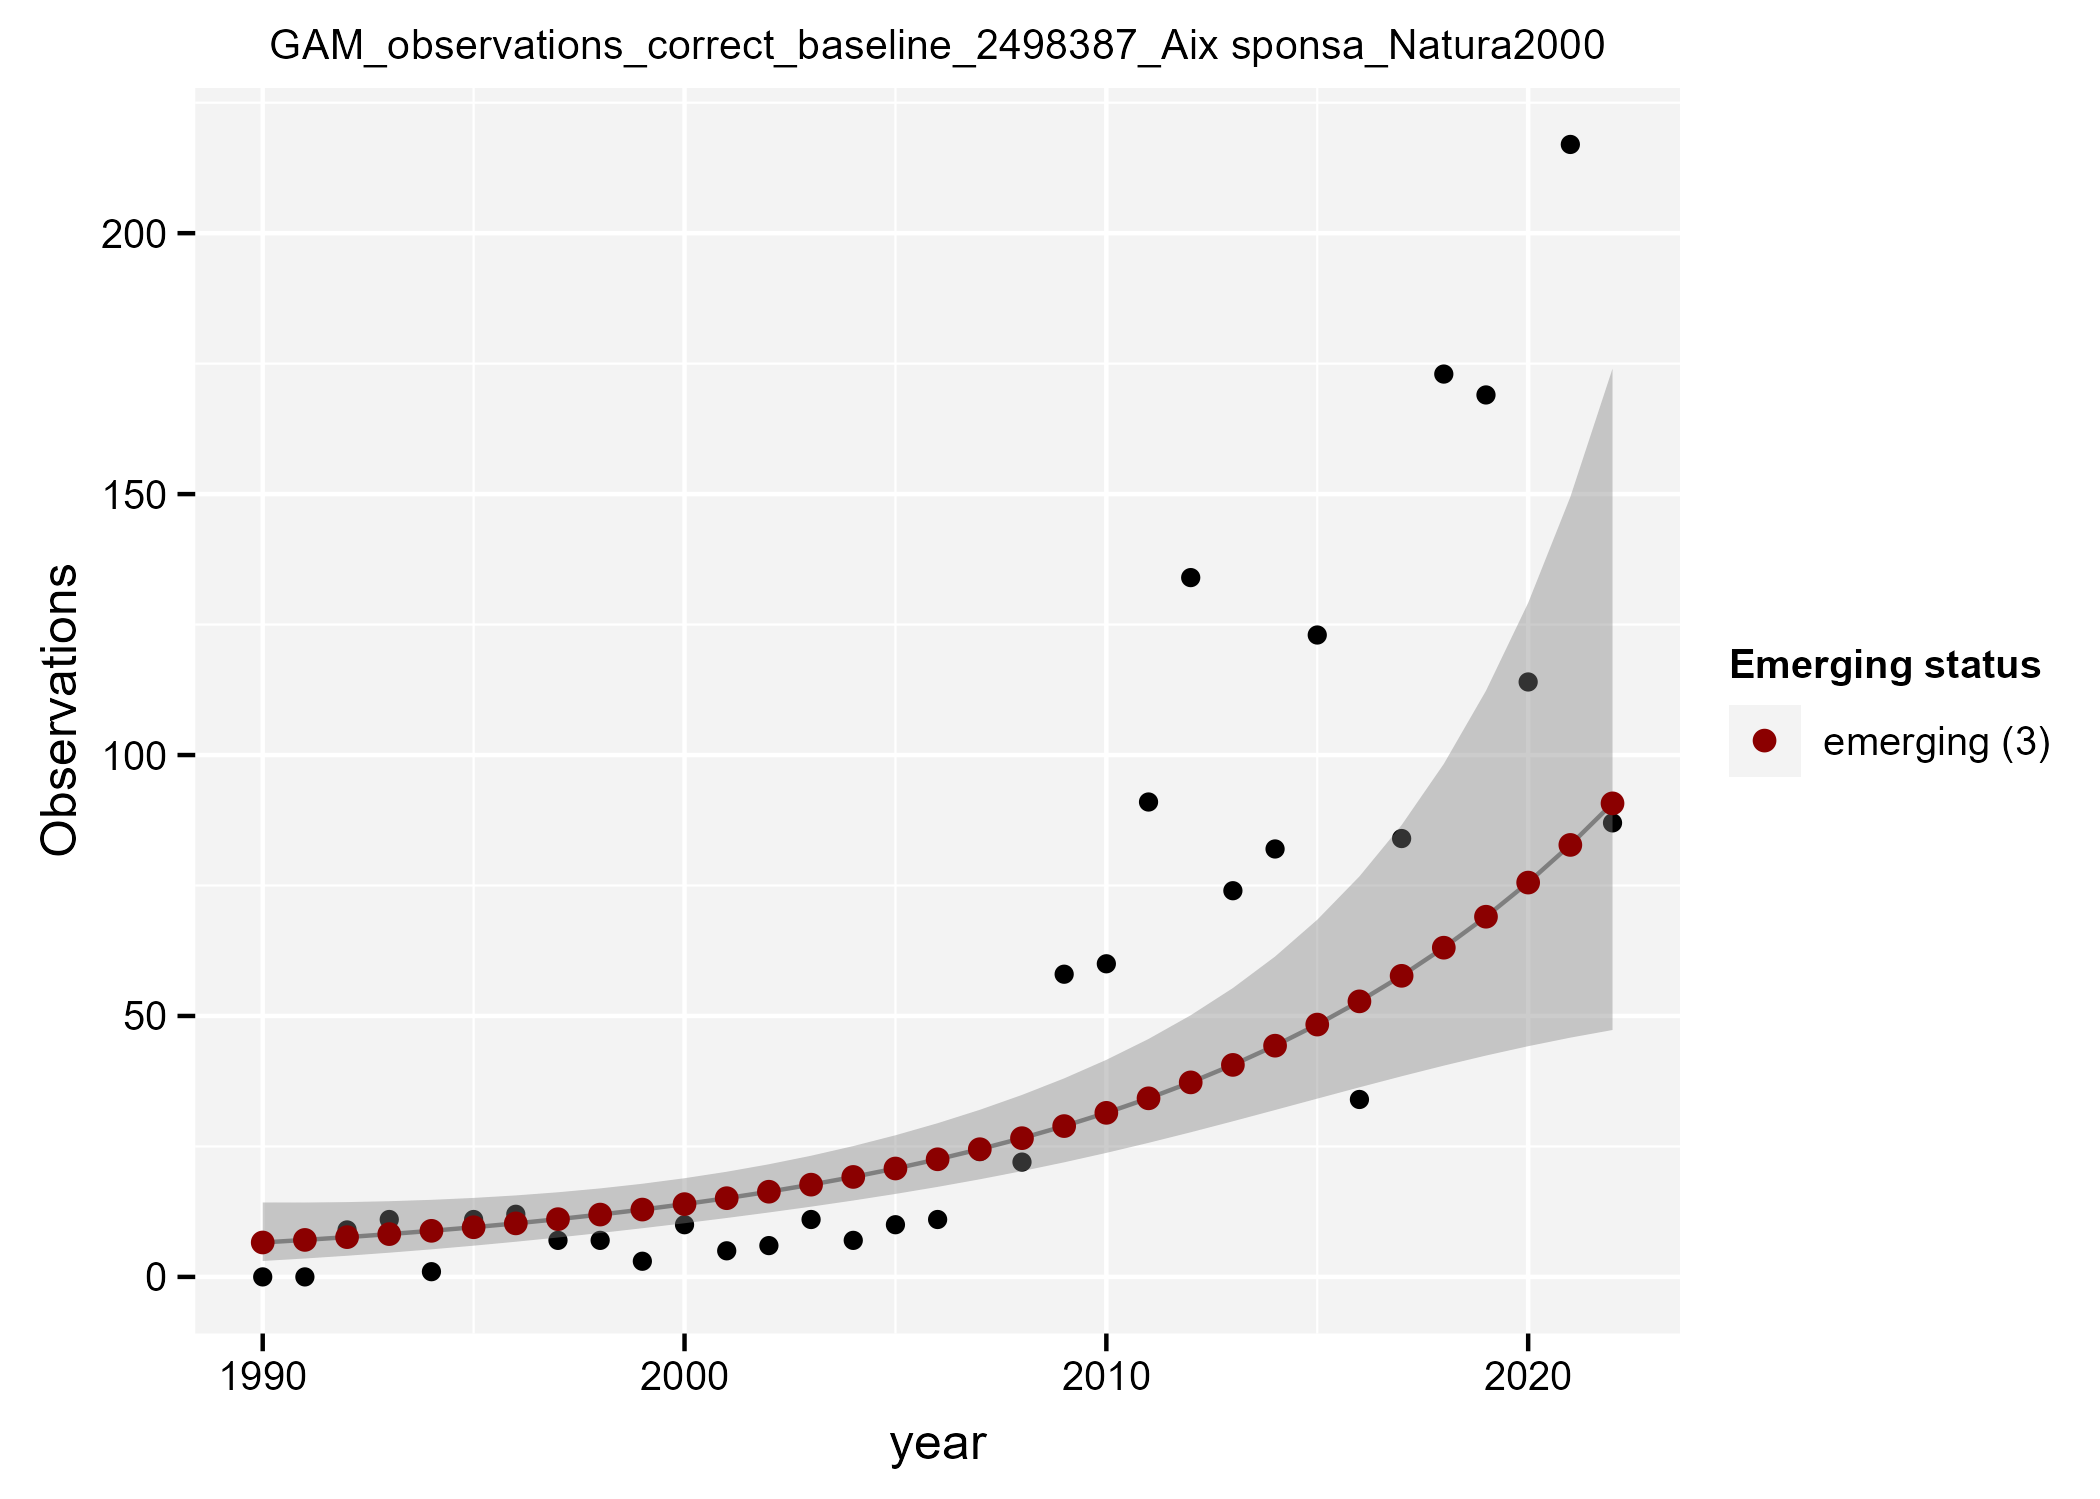 GAM_observations_correct_baseline_2498387_Aix sponsa_Natura2000
Observations
200
150
100
50
0
1990
2000
2010
2020
year
Emerging status
emerging (3)